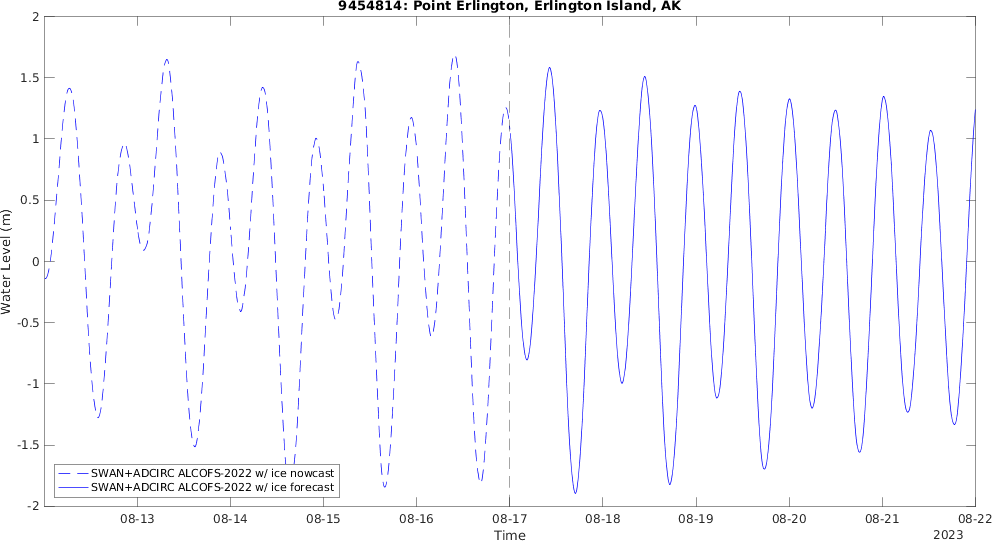 9454814: Point Erlington, Erlington Island, AK
2
1.5
1
0.5
0
-0.5
-1
-1.5
-2
Water Level (m)
SWAN+ADCIRC ALCOFS-2022 w/ ice nowcast
SWAN+ADCIRC ALCOFS-2022 w/ ice forecast
08-13 08-14 08-15 08-16 08-17 08-18 08-19 08-20 08-21 08-22
Time
2023